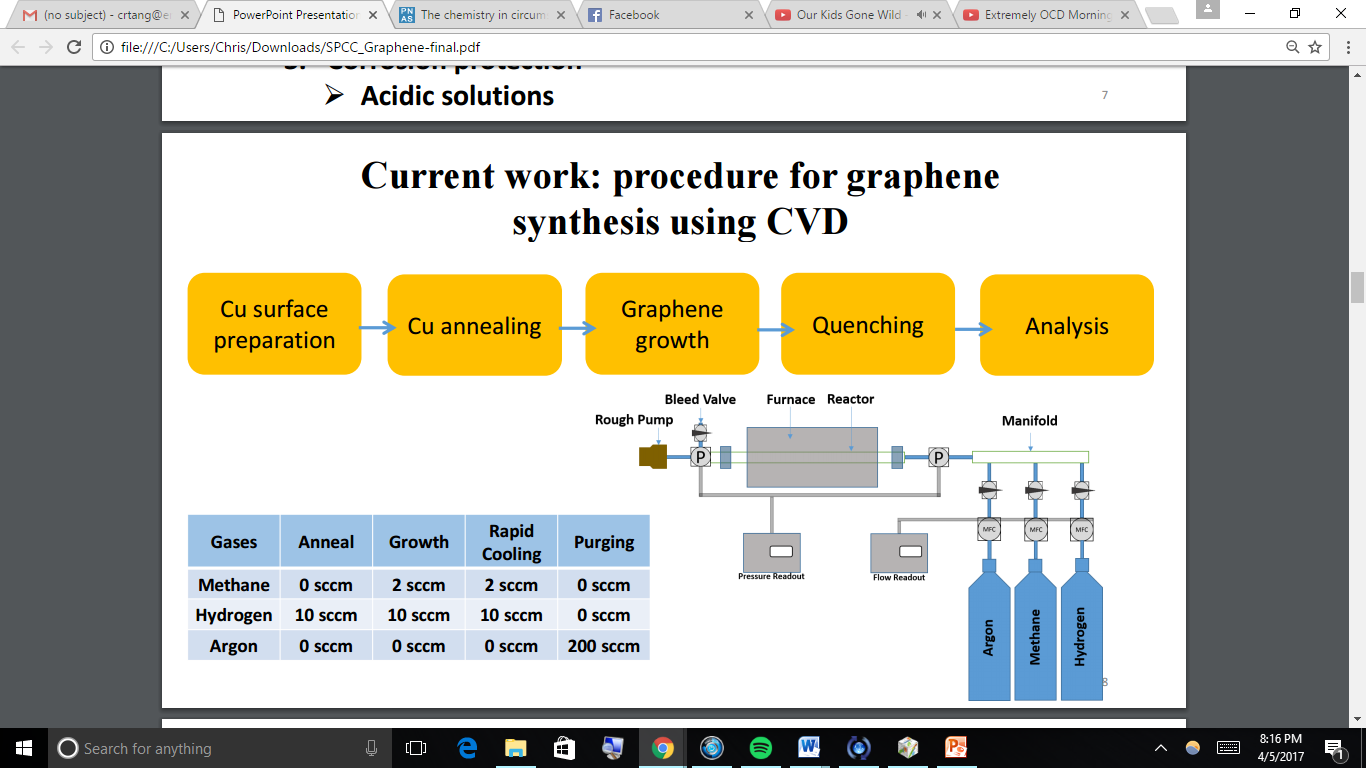 (no subject) - crtang@e
PowerPoint Presentation
The chemistry in circum
Facebook
Our Kids Gone Wild -
Extremely OCD Morning
file:///C:/Users/Chris/Downloads/SPCC_Graphene-final.pdf
Corrosion protection
➢ Acidic solutions
7
Current work: procedure for graphene
synthesis using CVD
Cu surface
preparation
Cu annealing
Graphene
growth
Quenching
Analysis
Bleed Valve
Furnace Reactor
Rough Pump
Manifold
P
P
MFC MFC MFC
Pressure Readout
Flow Readout
Argon
Methane
Hydrogen
Gases Anneal Growth Rapid Cooling Purging
Methane 0 sccm 2 sccm 2 sccm 0 sccm
Hydrogen 10 sccm 10 sccm 10 sccm 0 sccm
Argon 0 sccm 0 sccm 0 sccm 200 sccm
8
Search for anything
8:16 PM
4/5/2017
1